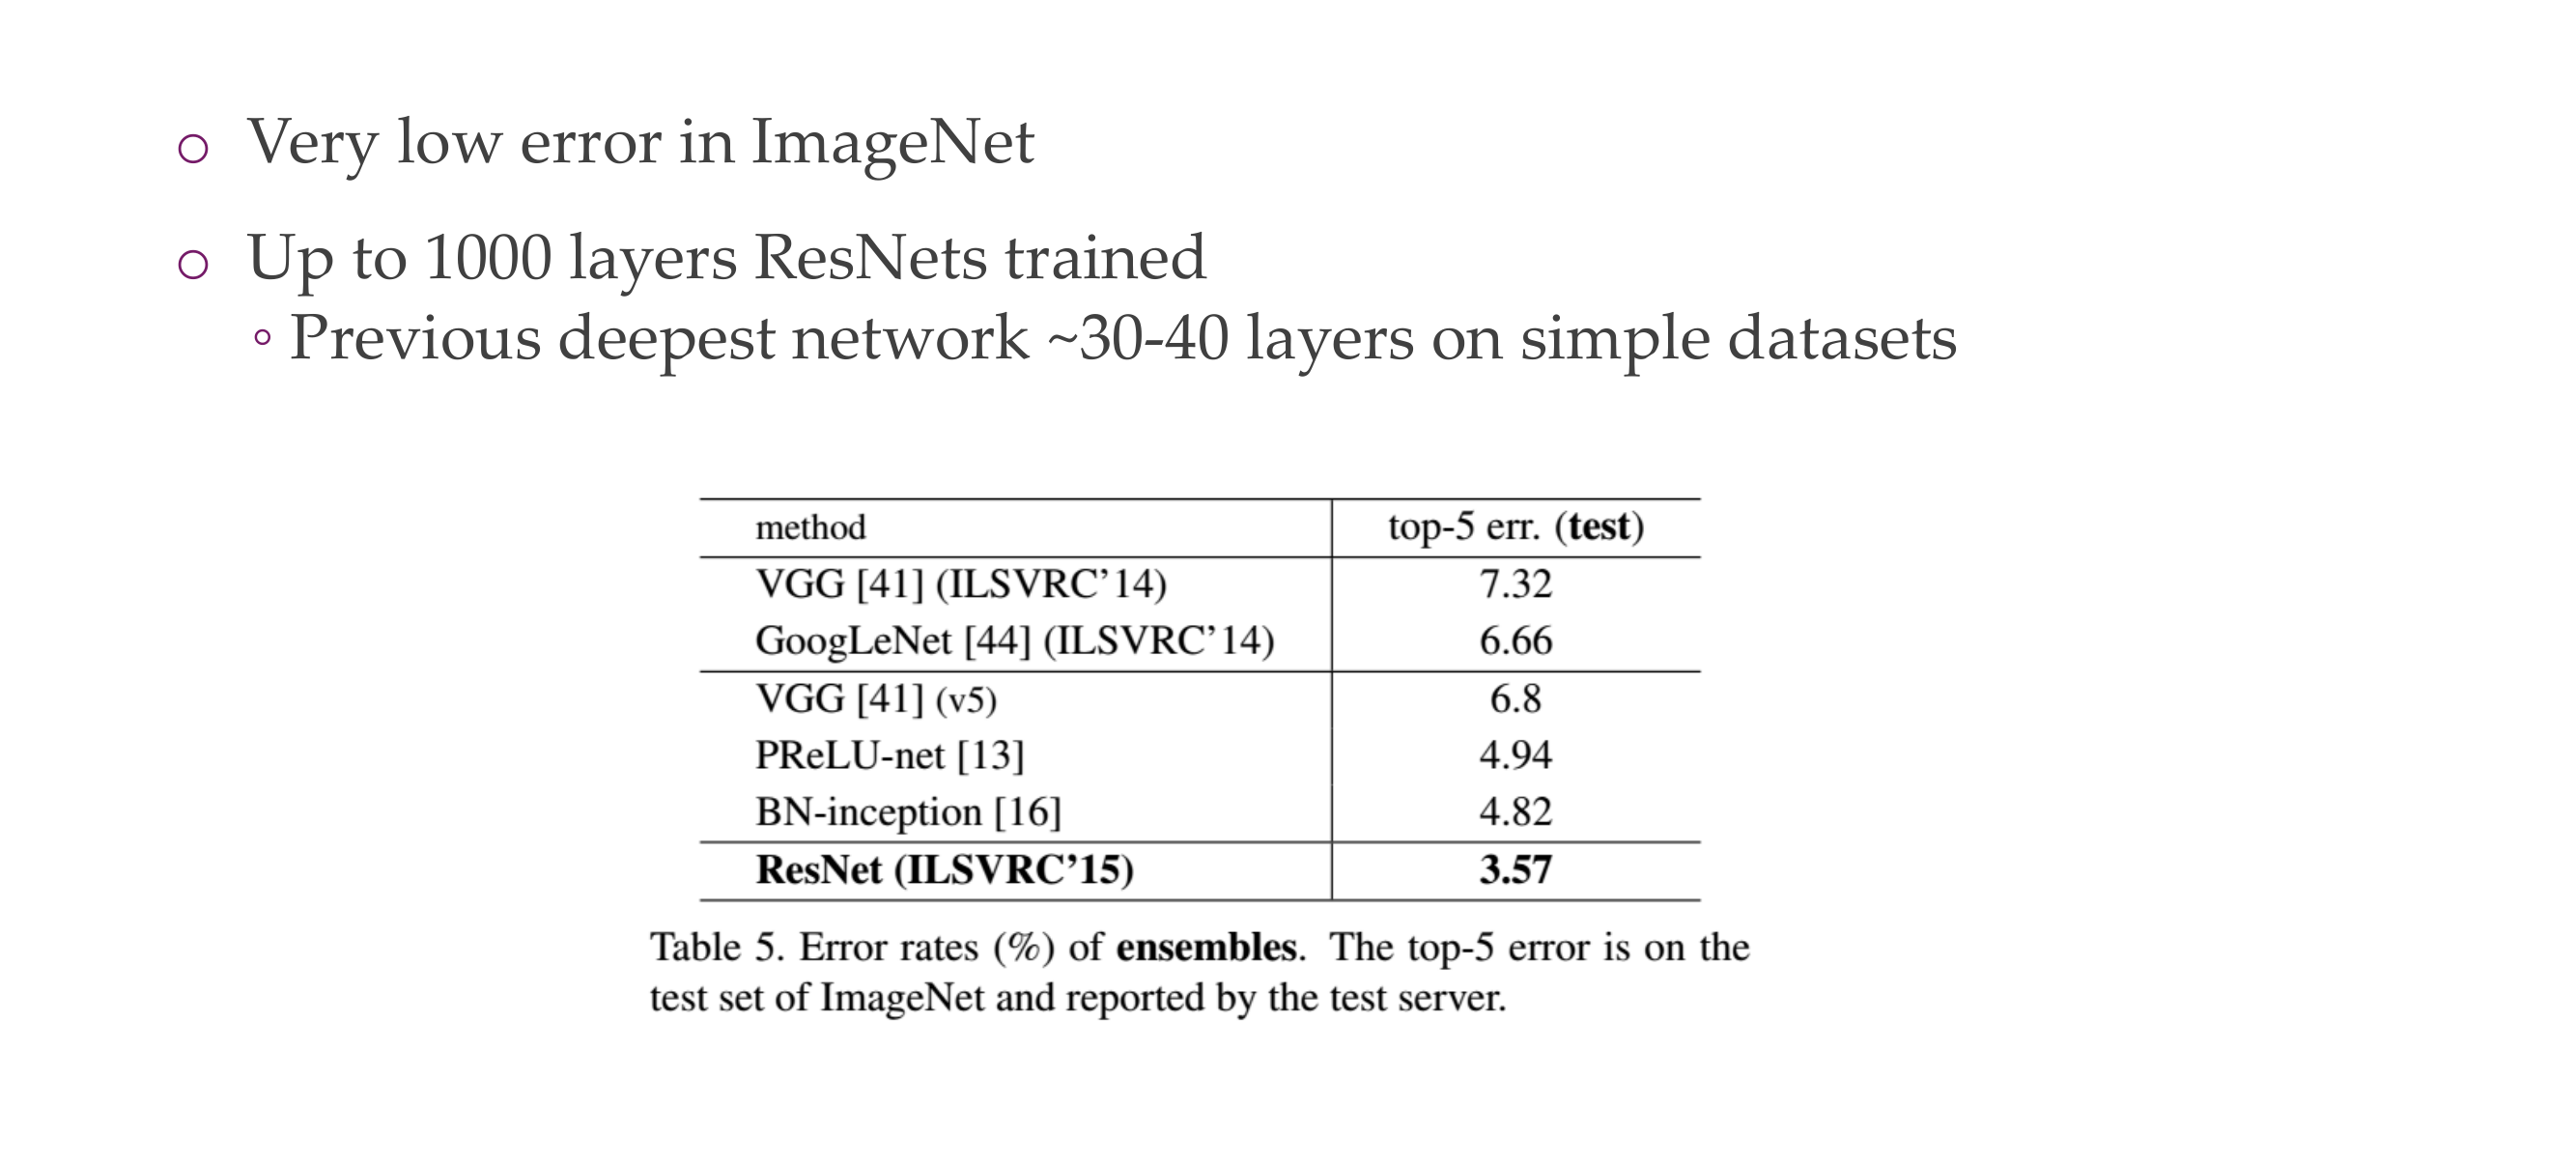 ○ Very low error in ImageNet
○ Up to 1000 layers ResNets trained
◦ Previous deepest network ~30-40 layers on simple datasets
method top-5 err. (test)
VGG [41] (ILSVRC’14) 7.32
GoogLeNet [44] (ILSVRC’14) 6.66
VGG [41] (v5) 6.8
PReLU-net [13] 4.94
BN-inception [16] 4.82
ResNet (ILSVRC’15) 3.57
Table 5. Error rates (%) of ensembles. The top-5 error is on the
test set of ImageNet and reported by the test server.